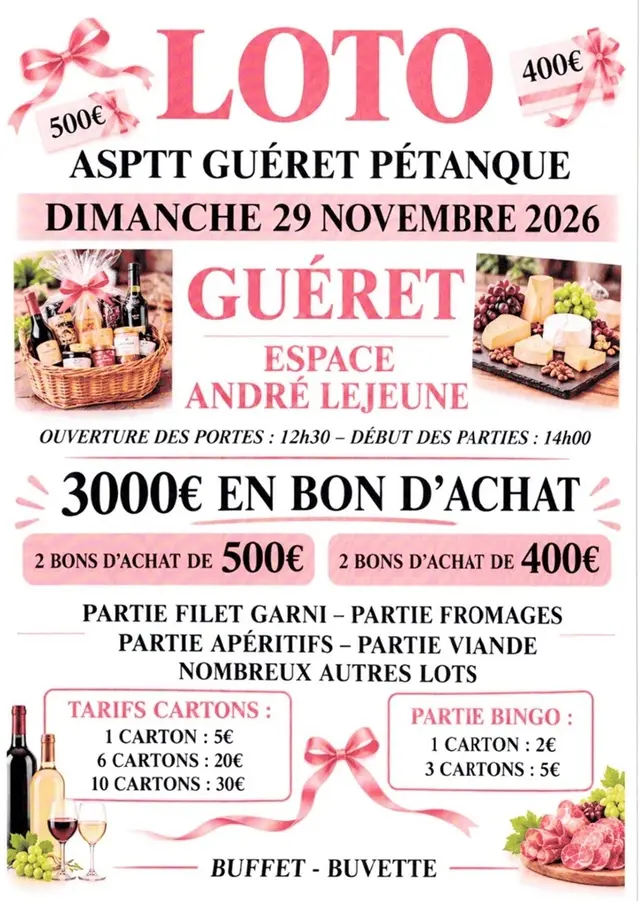 LOTO
500€
400€
ASPTT GUÉRET PÉTANQUE
DIMANCHE 29 NOVEMBRE 2026
GUÉRET
ESPACE
ANDRÉ LEJEUNE
OUVERTURE DES PORTES : 12h30 – DÉBUT DES PARTIES : 14h00
3000€ EN BON D'ACHAT
2 BONS D'ACHAT DE 500€
2 BONS D'ACHAT DE 400€
PARTIE FILET GARNI – PARTIE FROMAGES
PARTIE APÉRITIFS – PARTIE VIANDE
NOMBREUX AUTRES LOTS
TARIFS CARTONS :
1 CARTON : 5€
6 CARTONS : 20€
10 CARTONS : 30€
PARTIE BINGO :
1 CARTON : 2€
3 CARTONS : 5€
BUFFET - BUVETTE